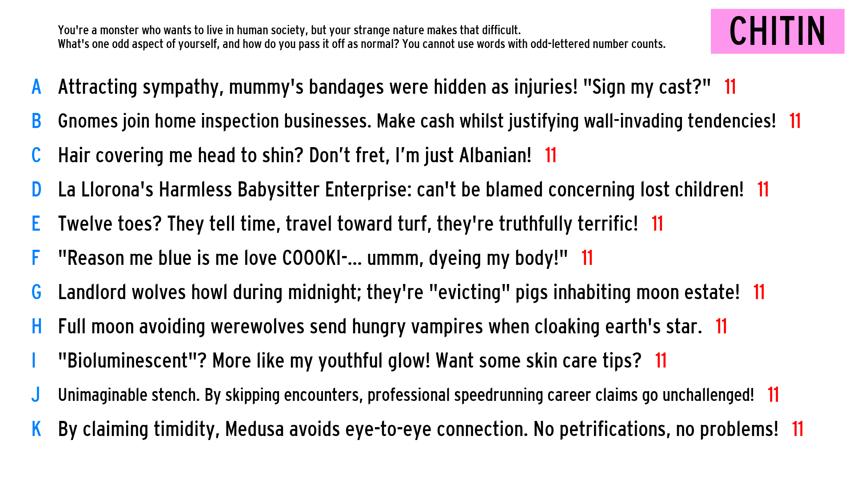 You're a monster who wants to live in human society, but your strange nature makes that difficult.
What's one odd aspect of yourself, and how do you pass it off as normal? You cannot use words with odd-lettered number counts.
CHITIN
A Attracting sympathy, mummy's bandages were hidden as injuries! "Sign my cast?" 11
B Gnomes join home inspection businesses. Make cash whilst justifying wall-invading tendencies! 11
C Hair covering me head to shin? Don't fret, I'm just Albanian! 11
D La Llorona's Harmless Babysitter Enterprise: can't be blamed concerning lost children! 11
E Twelve toes? They tell time, travel toward turf, they're truthfully terrific! 11
F "Reason me blue is me love COOOKI-... ummm, dyeing my body!" 11
G Landlord wolves howl during midnight; they're "evicting" pigs inhabiting moon estate! 11
H Full moon avoiding werewolves send hungry vampires when cloaking earth's star. 11
I "Bioluminescent"? More like my youthful glow! Want some skin care tips? 11
J Unimaginable stench. By skipping encounters, professional speedrunning career claims go unchallenged! 11
K By claiming timidity, Medusa avoids eye-to-eye connection. No petrifications, no problems! 11